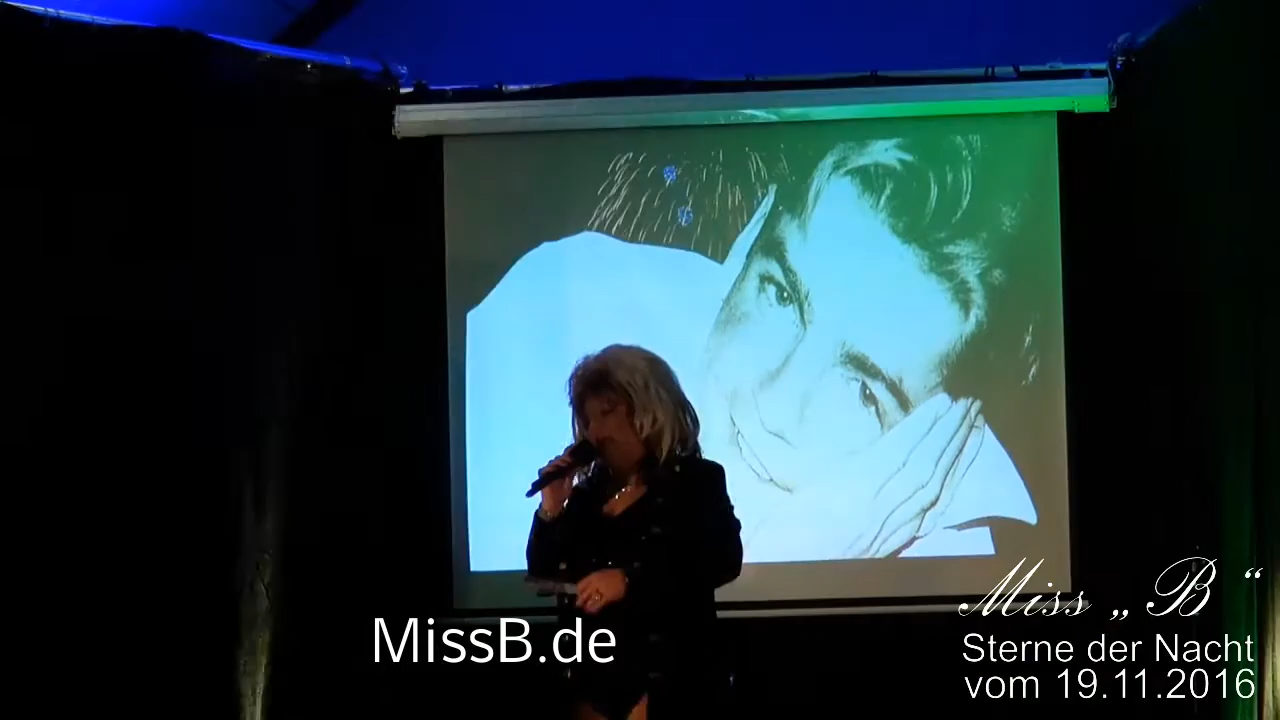 MissB.de
Miss „B“
Sterne der Nacht
vom 19.11.2016